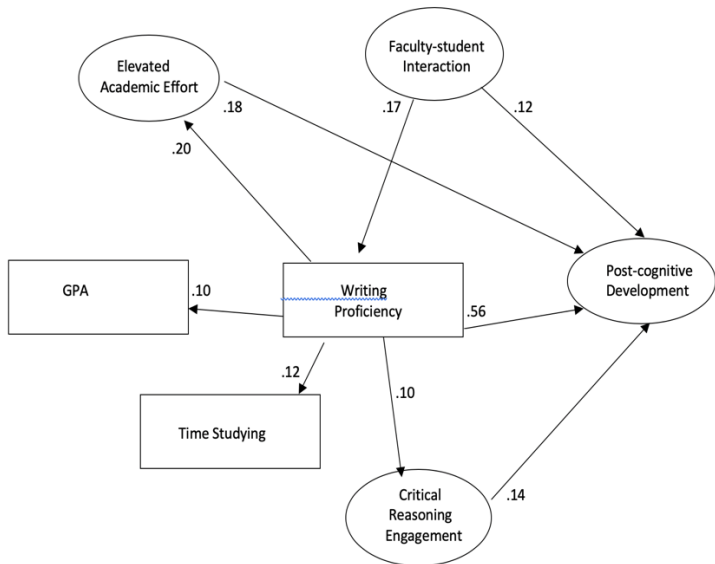 Elevated
Academic Effort
Faculty-student
Interaction
.18
.17
.12
.20
GPA
.10
Writing
Proficiency
.56
Post-cognitive
Development
.12
.10
Time Studying
Critical
Reasoning
Engagement
.14